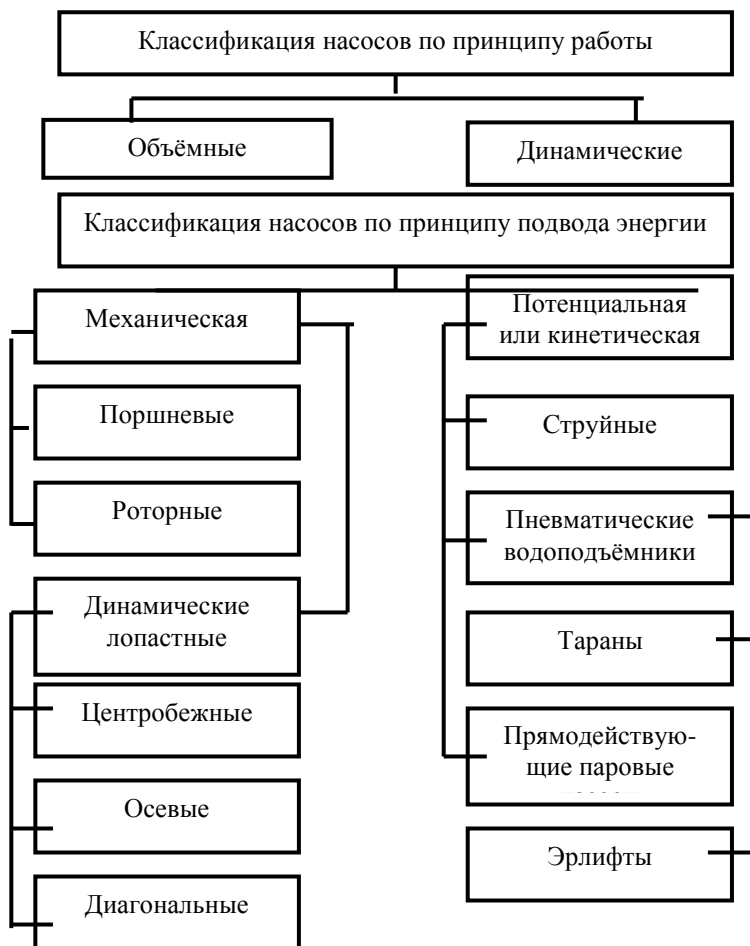 Классификация насосов по принципу работы
Объёмные
Динамические
Классификация насосов по принципу подвода энергии
Механическая
Поршневые
Роторные
Динамические
лопастные
Центробежные
Осевые
Диагональные
Потенциальная
или кинетическая
Струйные
Пневматические
водоподъёмники
Тараны
Прямодействую-
щие паровые
Эрлифты